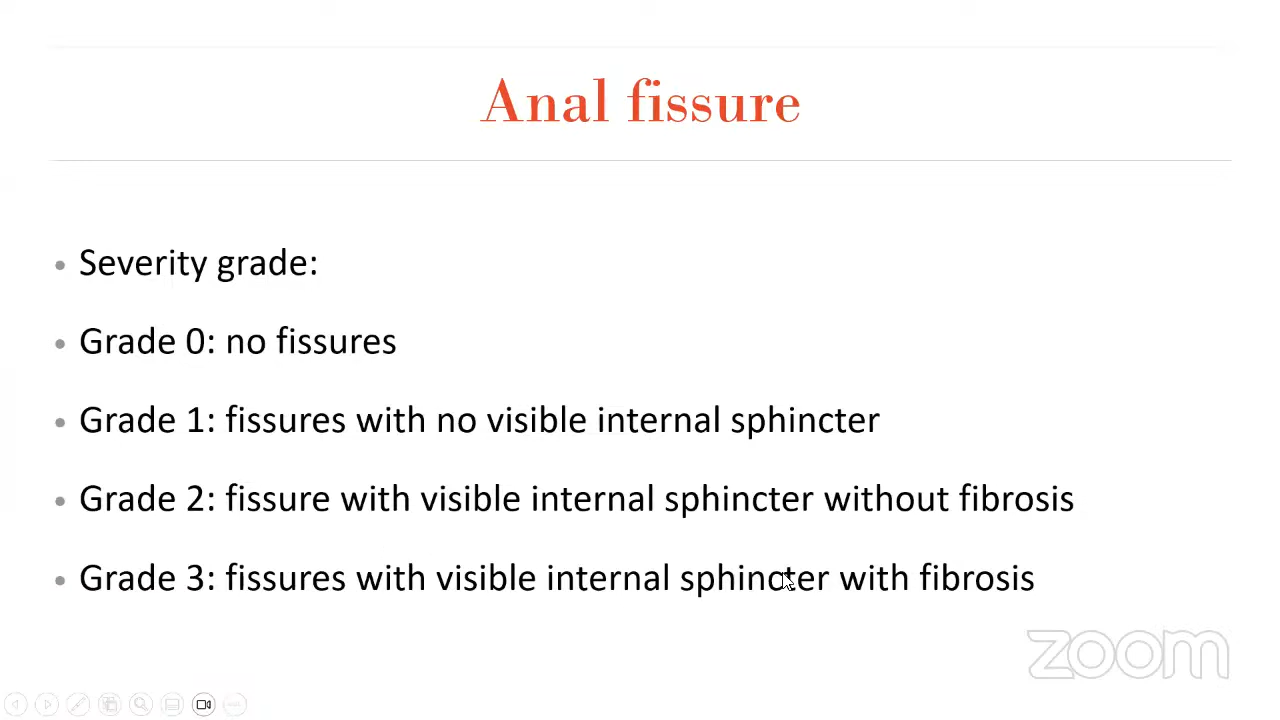 Anal fissure
• Severity grade:
• Grade 0: no fissures
• Grade 1: fissures with no visible internal sphincter
• Grade 2: fissure with visible internal sphincter without fibrosis
• Grade 3: fissures with visible internal sphincter with fibrosis
zoom